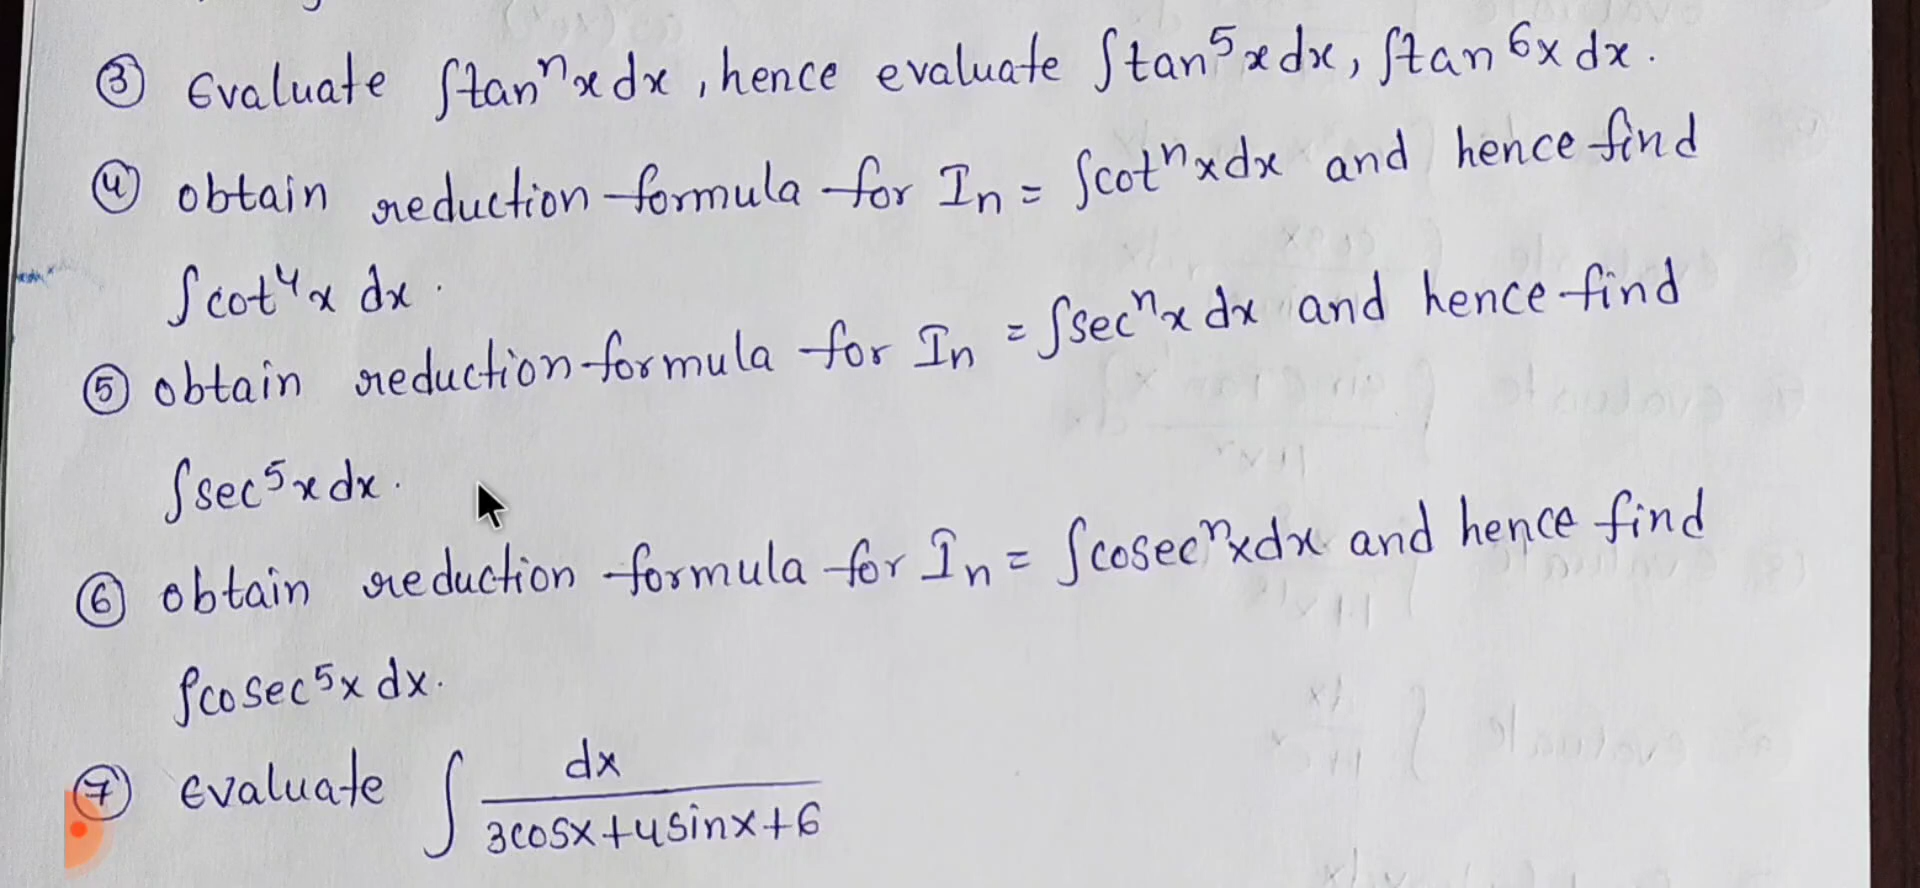 ③ Evaluate ∫tanⁿx dx, hence evaluate ∫tan⁵x dx, ∫tan⁶x dx.
④ obtain reduction formula for Iₙ = ∫cotⁿx dx and hence find
∫cot⁴x dx.
⑤ obtain reduction formula for Iₙ = ∫secⁿx dx and hence find
∫sec⁵x dx.
⑥ obtain reduction formula for Iₙ = ∫cosecⁿx dx and hence find
∫cosec⁵x dx.
⑦ evaluate ∫ dx / (3cosx+4sinx+6)